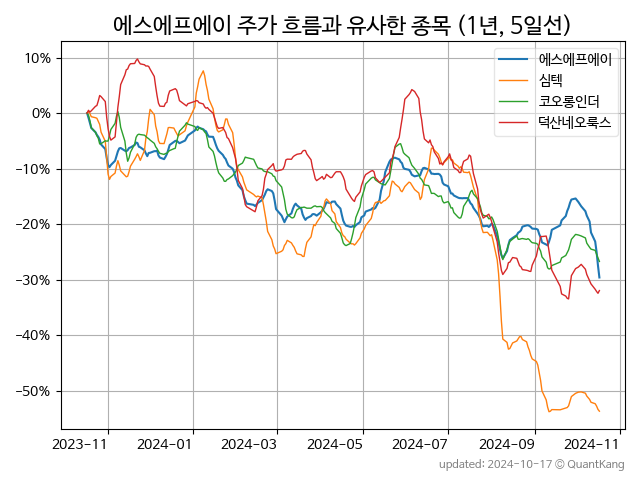 에스에프에이 주가 흐름과 유사한 종목 (1년, 5일선)
에스에프에이
심텍
코오롱인더
덕산네오룩스
10%
0%
−10%
−20%
−30%
−40%
−50%
2023-11
2024-01
2024-03
2024-05
2024-07
2024-09
2024-11
updated: 2024-10-17 © QuantKang